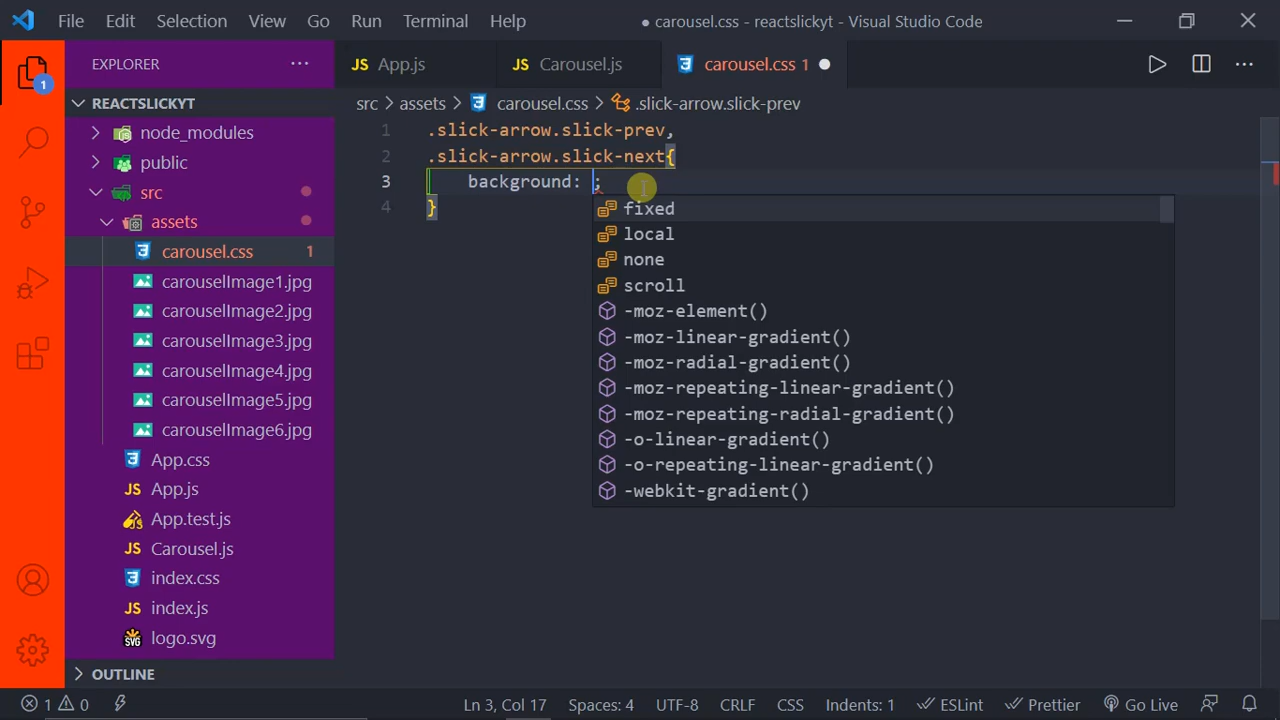 File Edit Selection View Go Run Terminal Help
● carousel.css - reactslickyt - Visual Studio Code
1
EXPLORER
REACTSLICKYT
node_modules
public
src
assets
carousel.css 1
carouselImage1.jpg
carouselImage2.jpg
carouselImage3.jpg
carouselImage4.jpg
carouselImage5.jpg
carouselImage6.jpg
App.css
JS App.js
App.test.js
JS Carousel.js
index.css
JS index.js
SVG logo.svg
OUTLINE
JS App.js
JS Carousel.js
carousel.css 1 ●
src > assets > carousel.css > .slick-arrow.slick-prev
1 .slick-arrow.slick-prev,
2 .slick-arrow.slick-next{
3 background: ;
4 }
fixed
local
none
scroll
-moz-element()
-moz-linear-gradient()
-moz-radial-gradient()
-moz-repeating-linear-gradient()
-moz-repeating-radial-gradient()
-o-linear-gradient()
-o-repeating-linear-gradient()
-webkit-gradient()
1 0 Ln 3, Col 17 Spaces: 4 UTF-8 CRLF CSS Indents: 1 ESLint Prettier Go Live